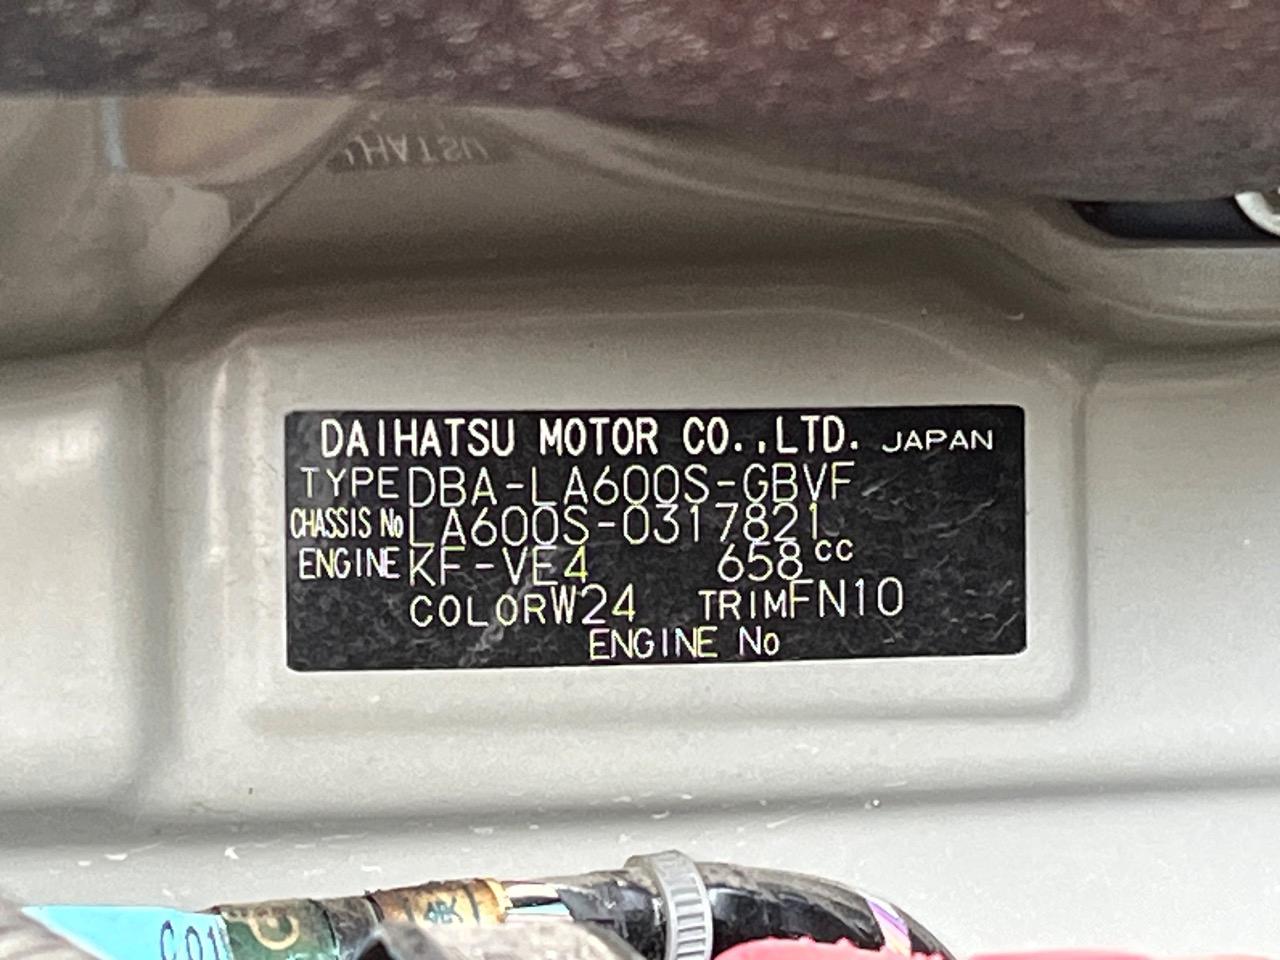 DAIHATSU MOTOR CO.,LTD. JAPAN
TYPE DBA-LA600S-GBVF
CHASSIS No LA600S-0317821
ENGINE KF-VE4 658cc
COLOR W24 TRIM FN10
ENGINE No